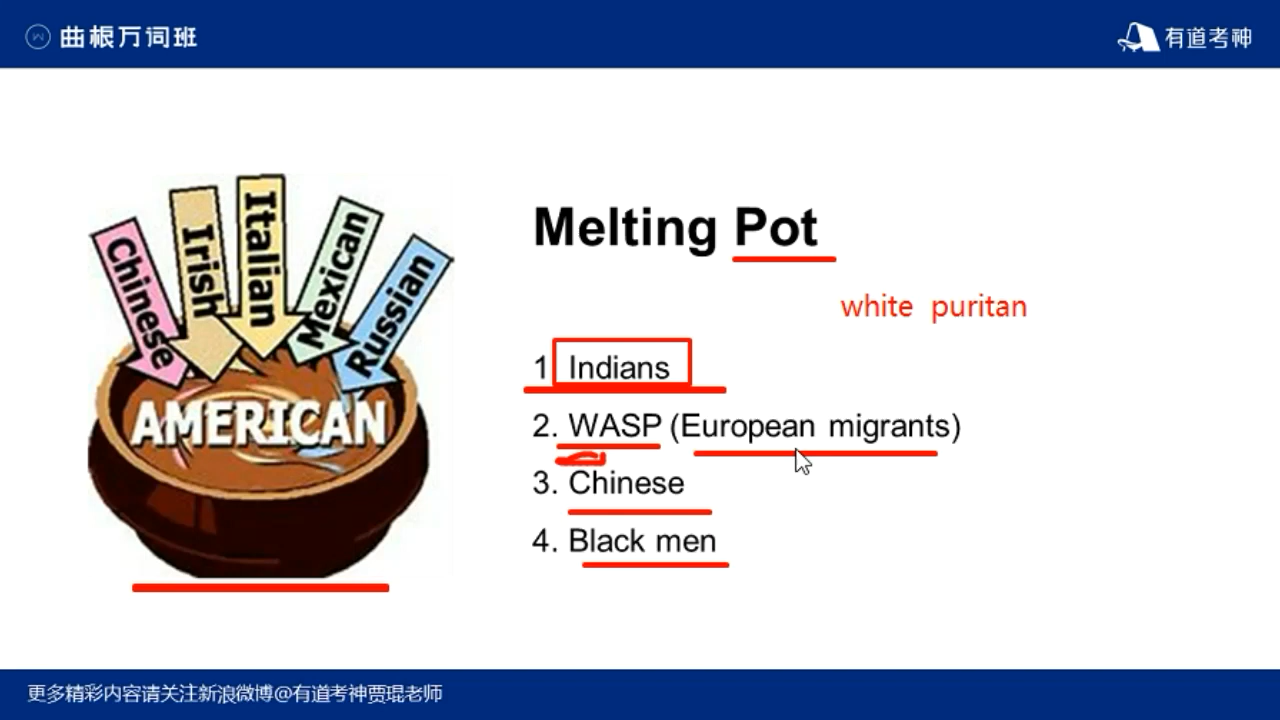 曲根万词班
有道考神
Chinese
Irish
Italian
Mexican
Russian
AMERICAN
Melting Pot
white puritan
1 Indians
2. WASP (European migrants)
3. Chinese
4. Black men
更多精彩内容请关注新浪微博@有道考神贾琨老师